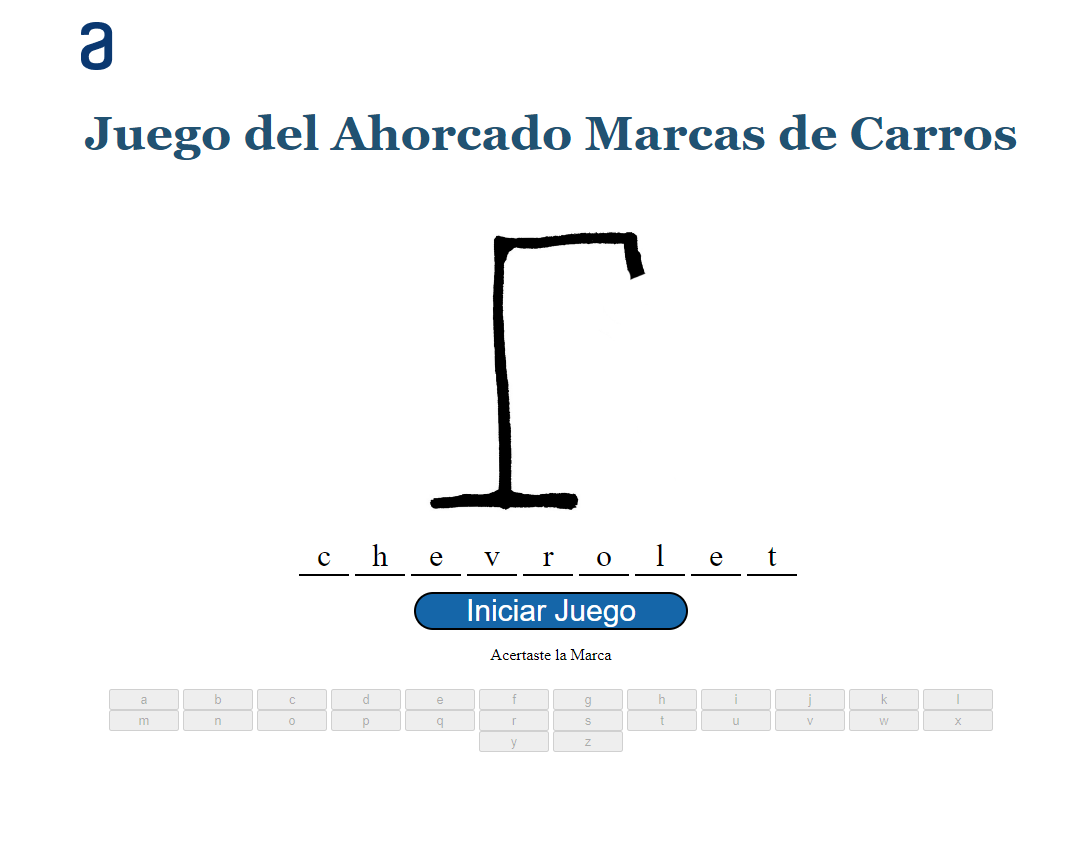 a
Juego del Ahorcado Marcas de Carros
c h e v r o l e t
Iniciar Juego
Acertaste la Marca
a b c d e f g h i j k l
m n o p q r s t u v w x
y z